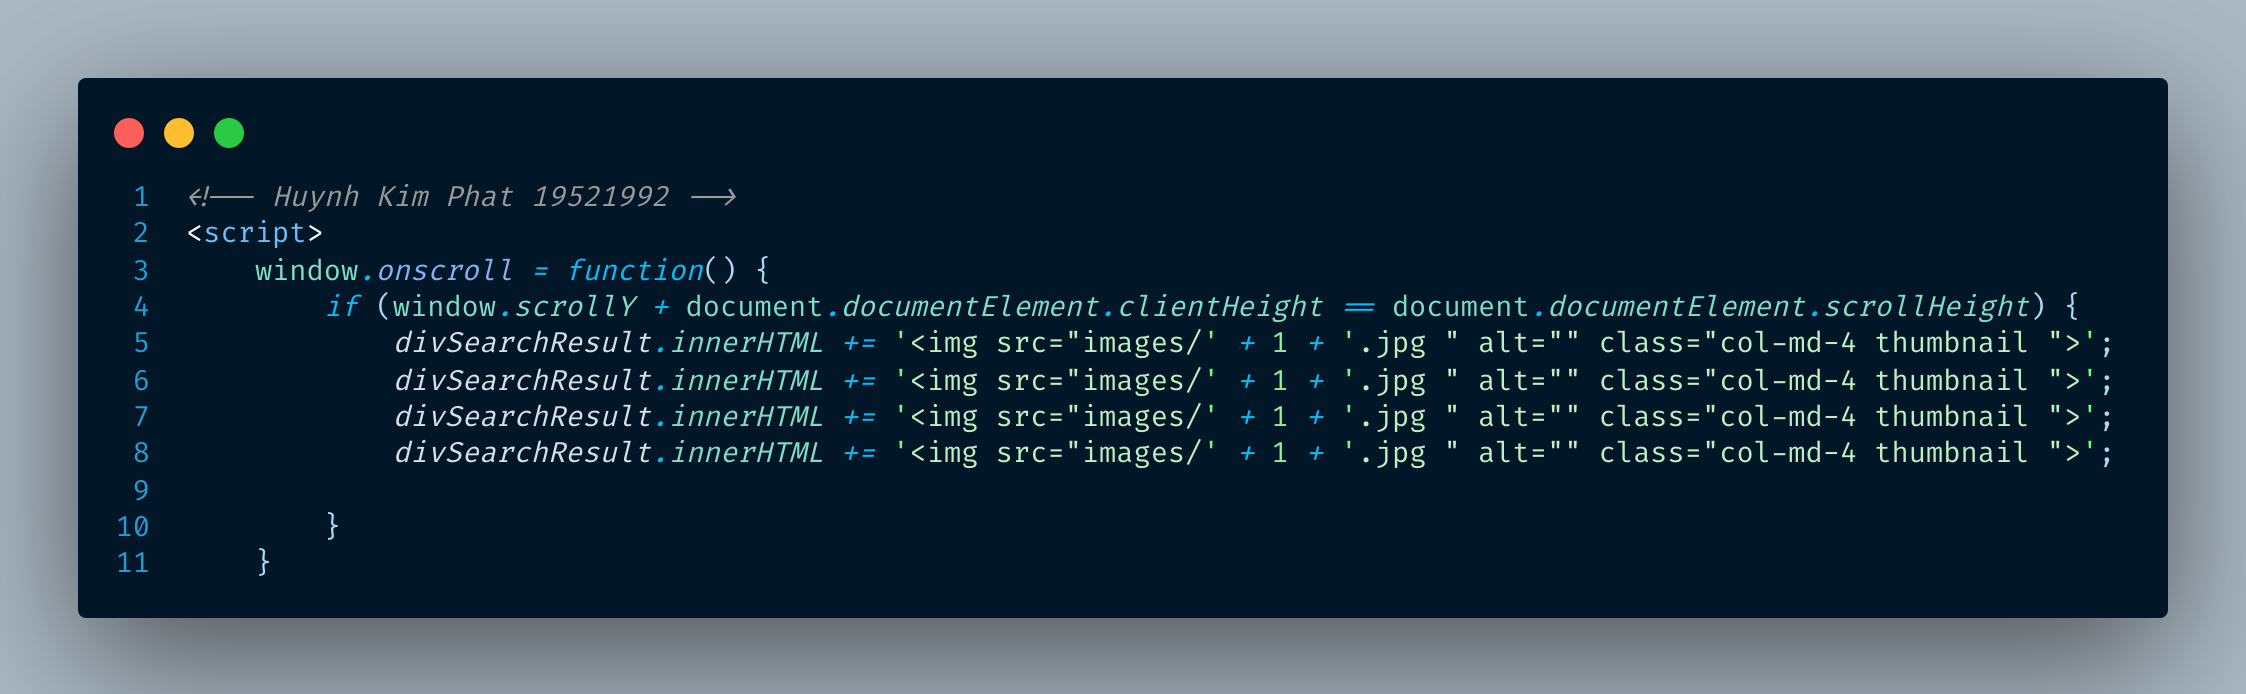 1 <!-- Huynh Kim Phat 19521992 -->
2 <script>
3     window.onscroll = function() {
4         if (window.scrollY + document.documentElement.clientHeight == document.documentElement.scrollHeight) {
5             divSearchResult.innerHTML += '<img src="images/' + 1 + '.jpg " alt="" class="col-md-4 thumbnail ">';
6             divSearchResult.innerHTML += '<img src="images/' + 1 + '.jpg " alt="" class="col-md-4 thumbnail ">';
7             divSearchResult.innerHTML += '<img src="images/' + 1 + '.jpg " alt="" class="col-md-4 thumbnail ">';
8             divSearchResult.innerHTML += '<img src="images/' + 1 + '.jpg " alt="" class="col-md-4 thumbnail ">';
9
10         }
11     }